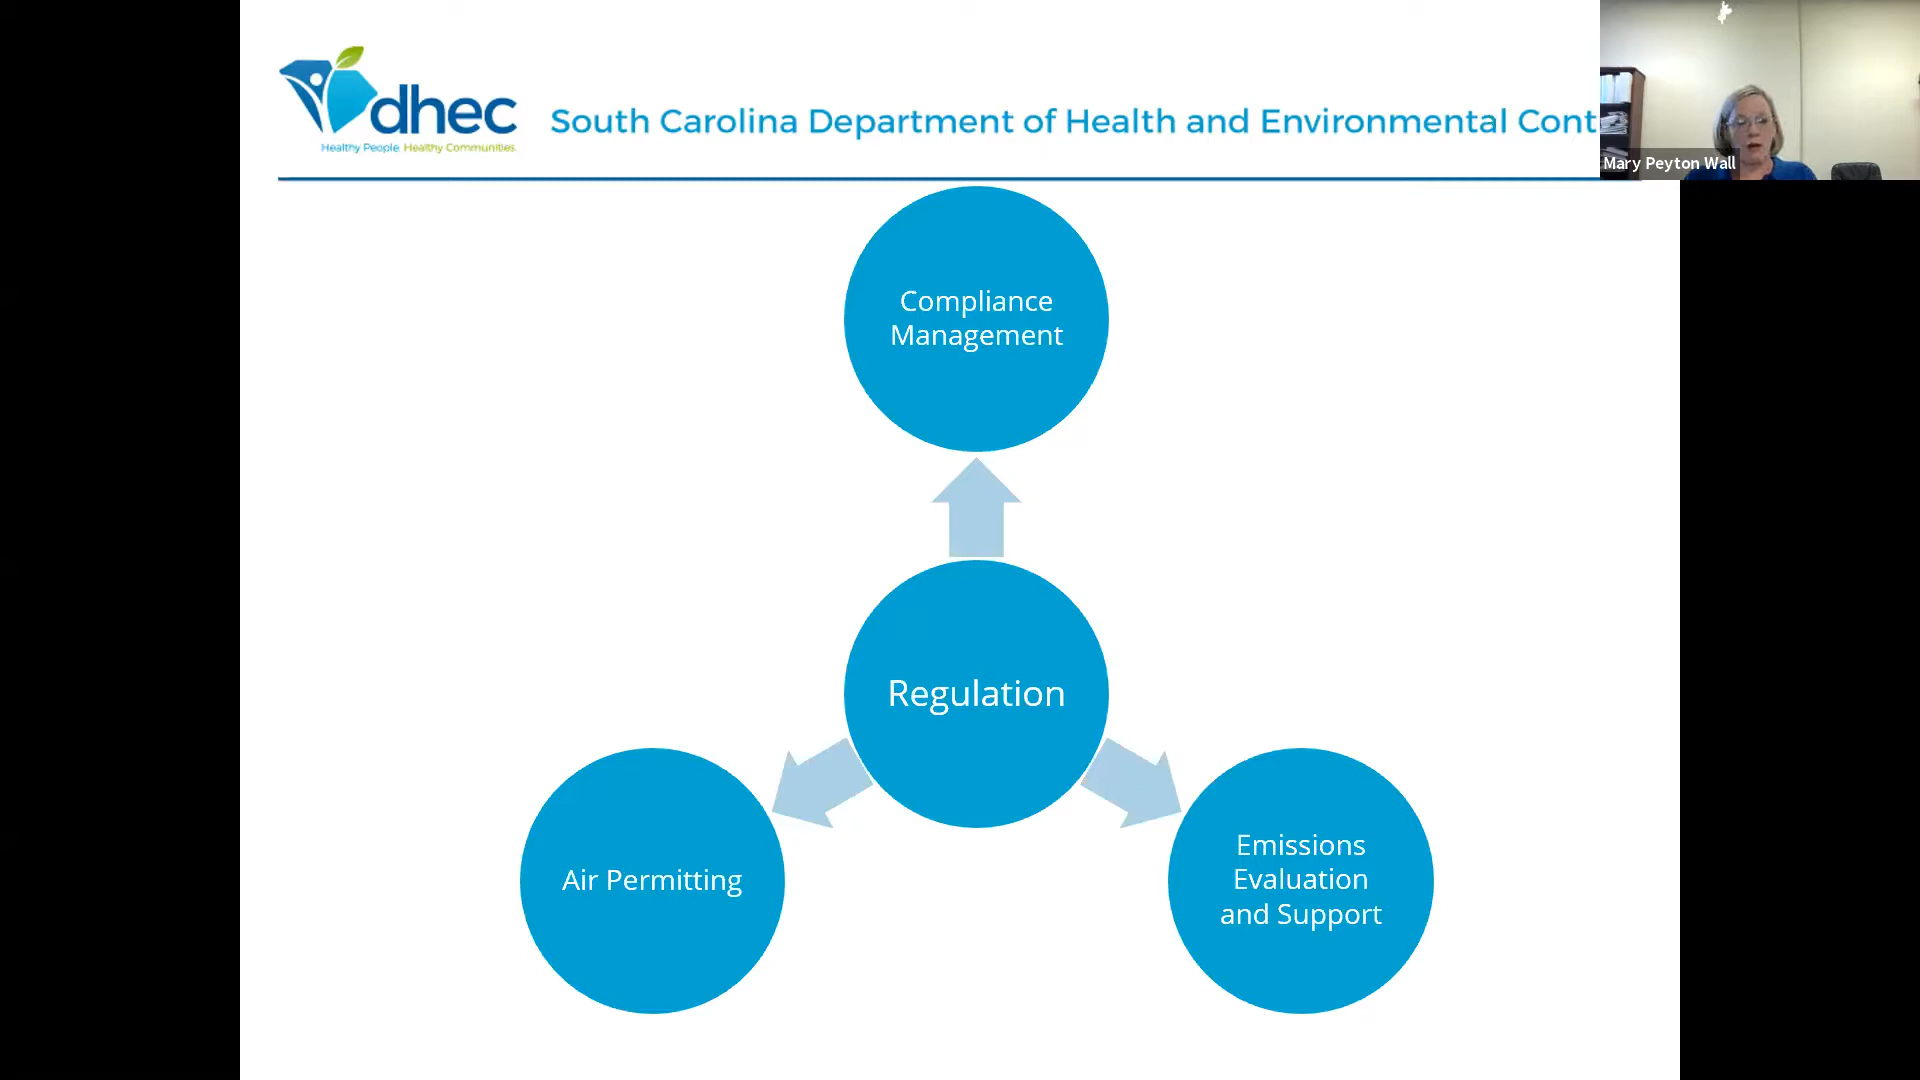 dhec
Healthy People. Healthy Communities.
South Carolina Department of Health and Environmental Cont
Mary Peyton Wall
Compliance
Management
Regulation
Air Permitting
Emissions
Evaluation
and Support